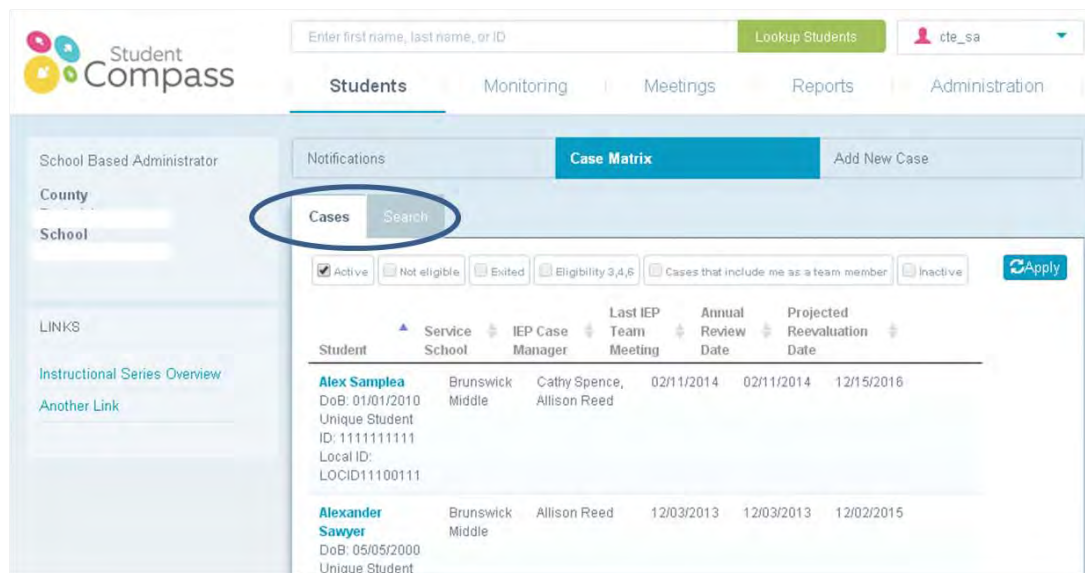 Student
Compass
Enter first name, last name, or ID
Lookup Students
cte_sa
Students
Monitoring
Meetings
Reports
Administration
School Based Administrator
County
School
LINKS
Instructional Series Overview
Another Link
Notifications
Case Matrix
Add New Case
Cases
Search
Active
Not eligible
Exited
Eligibility 3,4,6
Cases that include me as a team member
Inactive
Apply
Student
Service
School
IEP Case
Manager
Last IEP
Team
Meeting
Annual
Review
Date
Projected
Reevaluation
Date
Alex Samplea
DoB: 01/01/2010
Unique Student
ID: 1111111111
Local ID:
LOCID11100111
Brunswick
Middle
Cathy Spence,
Allison Reed
02/11/2014
02/11/2014
12/15/2016
Alexander
Sawyer
DoB: 05/05/2000
Unique Student
Brunswick
Middle
Allison Reed
12/03/2013
12/03/2013
12/02/2015